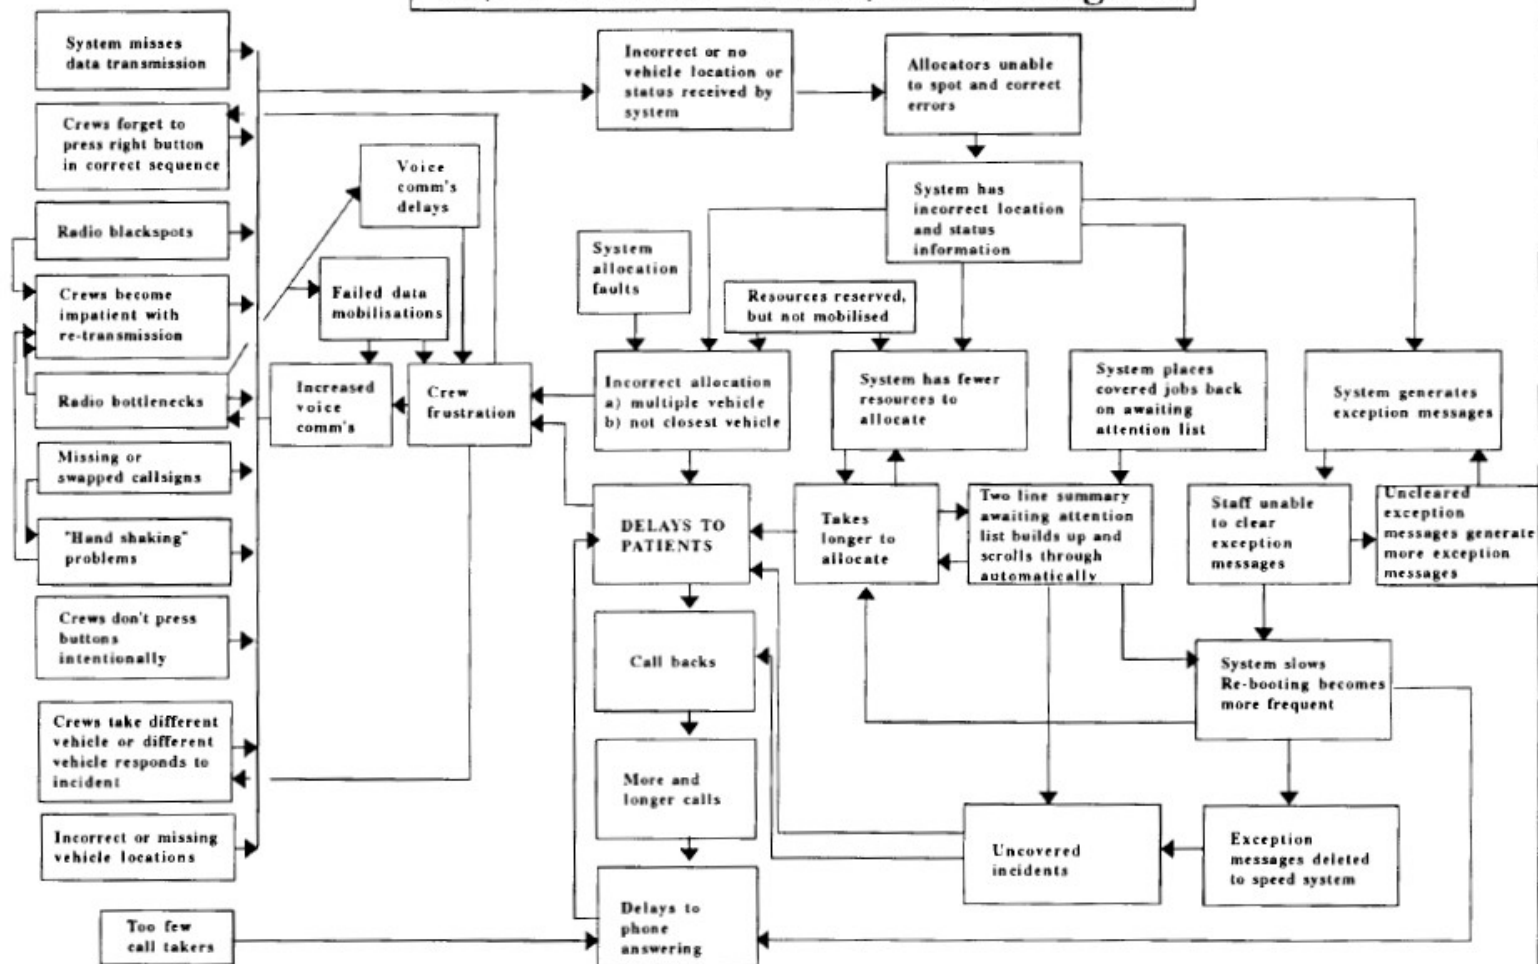 System misses
data transmission
Crews forget to
press right button
in correct sequence
Radio blackspots
Crews become
impatient with
re-transmission
Radio bottlenecks
Missing or
swapped callsigns
"Hand shaking"
problems
Crews don't press
buttons
intentionally
Crews take different
vehicle or different
vehicle responds to
incident
Incorrect or missing
vehicle locations
Too few
call takers
Voice
comm's
delays
Failed data
mobilisations
Increased
voice
comm's
Crew
frustration
Incorrect or no
vehicle location or
status received by
system
Allocators unable
to spot and correct
errors
System has
incorrect location
and status
information
System
allocation
faults
Resources reserved,
but not mobilised
Incorrect allocation
a) multiple vehicle
b) not closest vehicle
System has fewer
resources to
allocate
System places
covered jobs back
on awaiting
attention list
System generates
exception messages
DELAYS TO
PATIENTS
Takes
longer to
allocate
Two line summary
awaiting attention
list builds up and
scrolls through
automatically
Staff unable
to clear
exception
messages
Uncleared
exception
messages generate
more exception
messages
Call backs
System slows
Re-booting becomes
more frequent
More and
longer calls
Uncovered
incidents
Exception
messages deleted
to speed system
Delays to
phone
answering